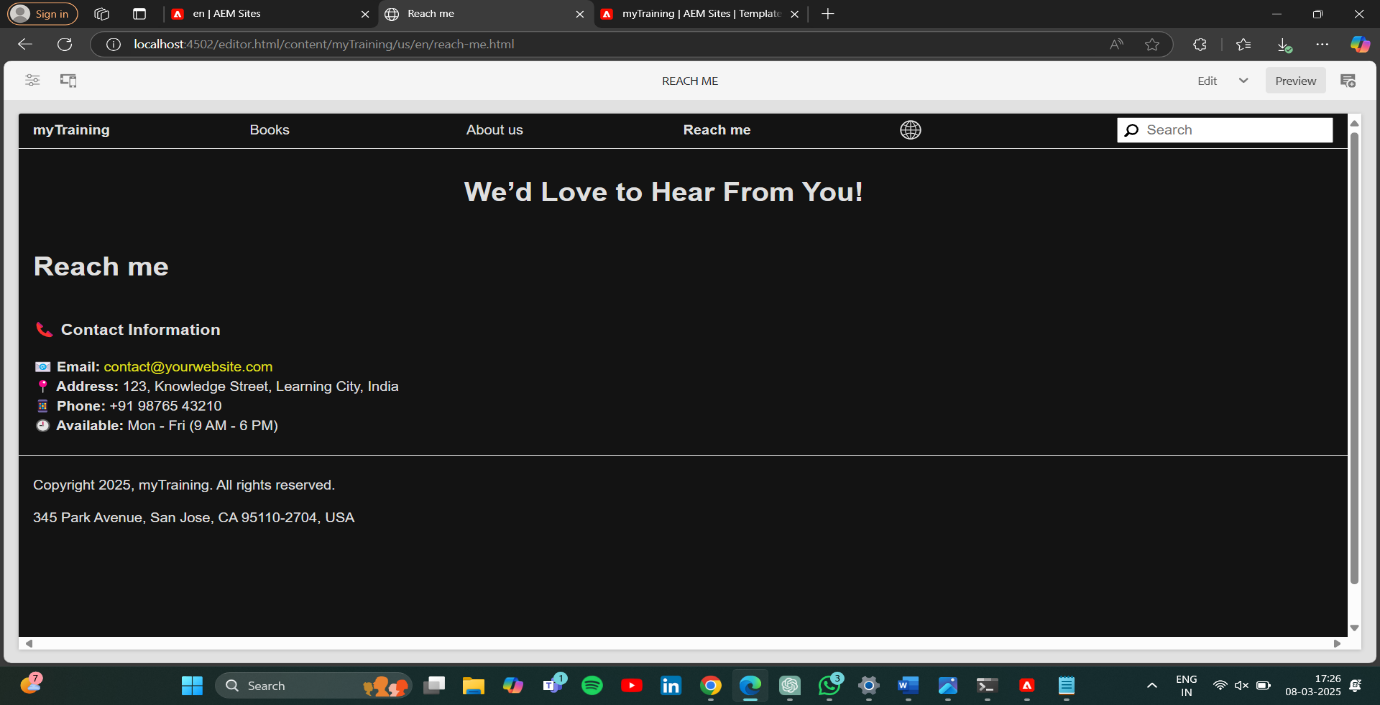 Sign in
en | AEM Sites
Reach me
myTraining | AEM Sites | Template
localhost:4502/editor.html/content/myTraining/us/en/reach-me.html
REACH ME
Edit
Preview
myTraining
Books
About us
Reach me
Search
We’d Love to Hear From You!
Reach me
Contact Information
Email: contact@yourwebsite.com
Address: 123, Knowledge Street, Learning City, India
Phone: +91 98765 43210
Available: Mon - Fri (9 AM - 6 PM)
Copyright 2025, myTraining. All rights reserved.
345 Park Avenue, San Jose, CA 95110-2704, USA
7
Search
1
3
ENG
IN
17:26
08-03-2025